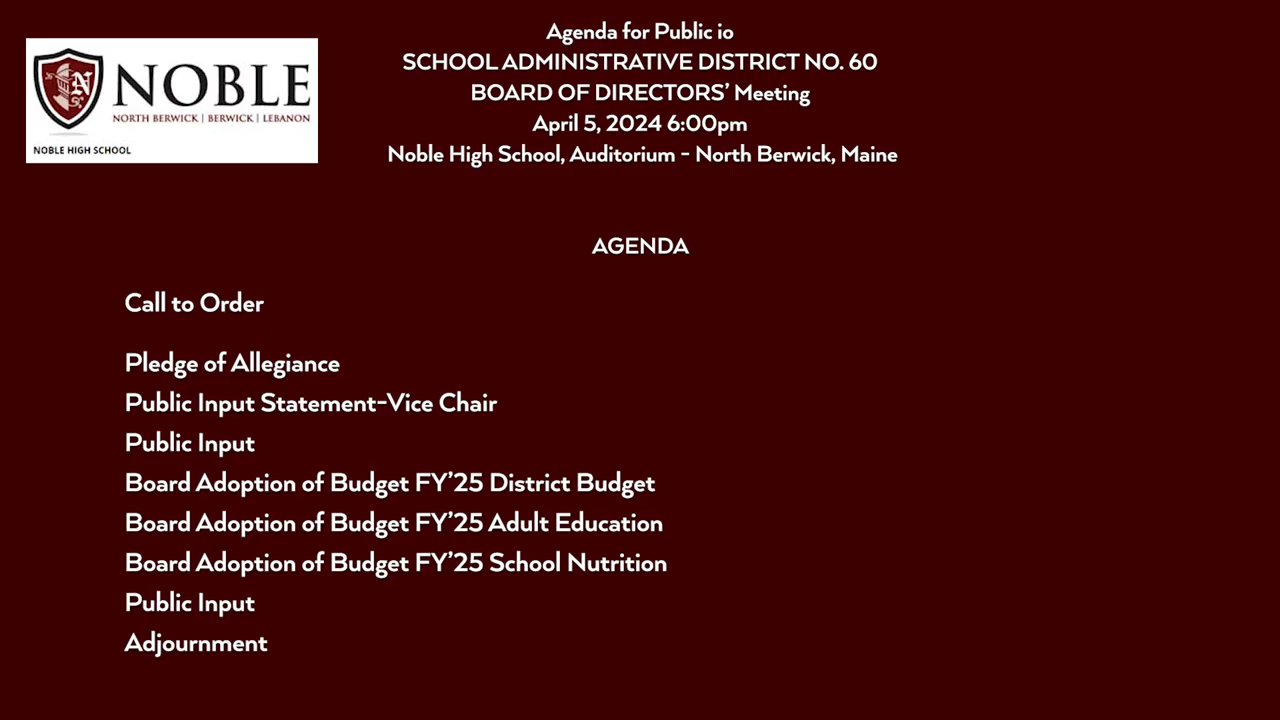 Agenda for Public io
SCHOOL ADMINISTRATIVE DISTRICT NO. 60
BOARD OF DIRECTORS' Meeting
April 5, 2024 6:00pm
Noble High School, Auditorium - North Berwick, Maine
N
NOBLE
NORTH BERWICK | BERWICK | LEBANON
NOBLE HIGH SCHOOL
AGENDA
Call to Order
Pledge of Allegiance
Public Input Statement-Vice Chair
Public Input
Board Adoption of Budget FY'25 District Budget
Board Adoption of Budget FY'25 Adult Education
Board Adoption of Budget FY'25 School Nutrition
Public Input
Adjournment